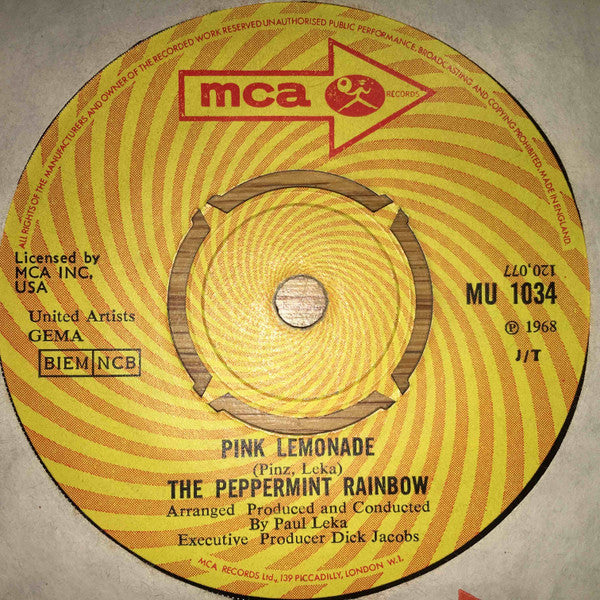 ALL RIGHTS OF THE MANUFACTURERS AND OWNER OF THE RECORDED WORK RESERVED UNAUTHORISED PUBLIC PERFORMANCE, BROADCASTING AND COPYING PROHIBITED. MADE IN ENGLAND
mca
RECORDS
Licensed by
MCA INC,
USA
United Artists
GEMA
BIEM NCB
120,077
MU 1034
℗ 1968
J/T
PINK LEMONADE
(Pinz, Leka)
THE PEPPERMINT RAINBOW
Arranged Produced and Conducted
By Paul Leka
Executive Producer Dick Jacobs
MCA RECORDS Ltd., 139 PICCADILLY, LONDON W.1.